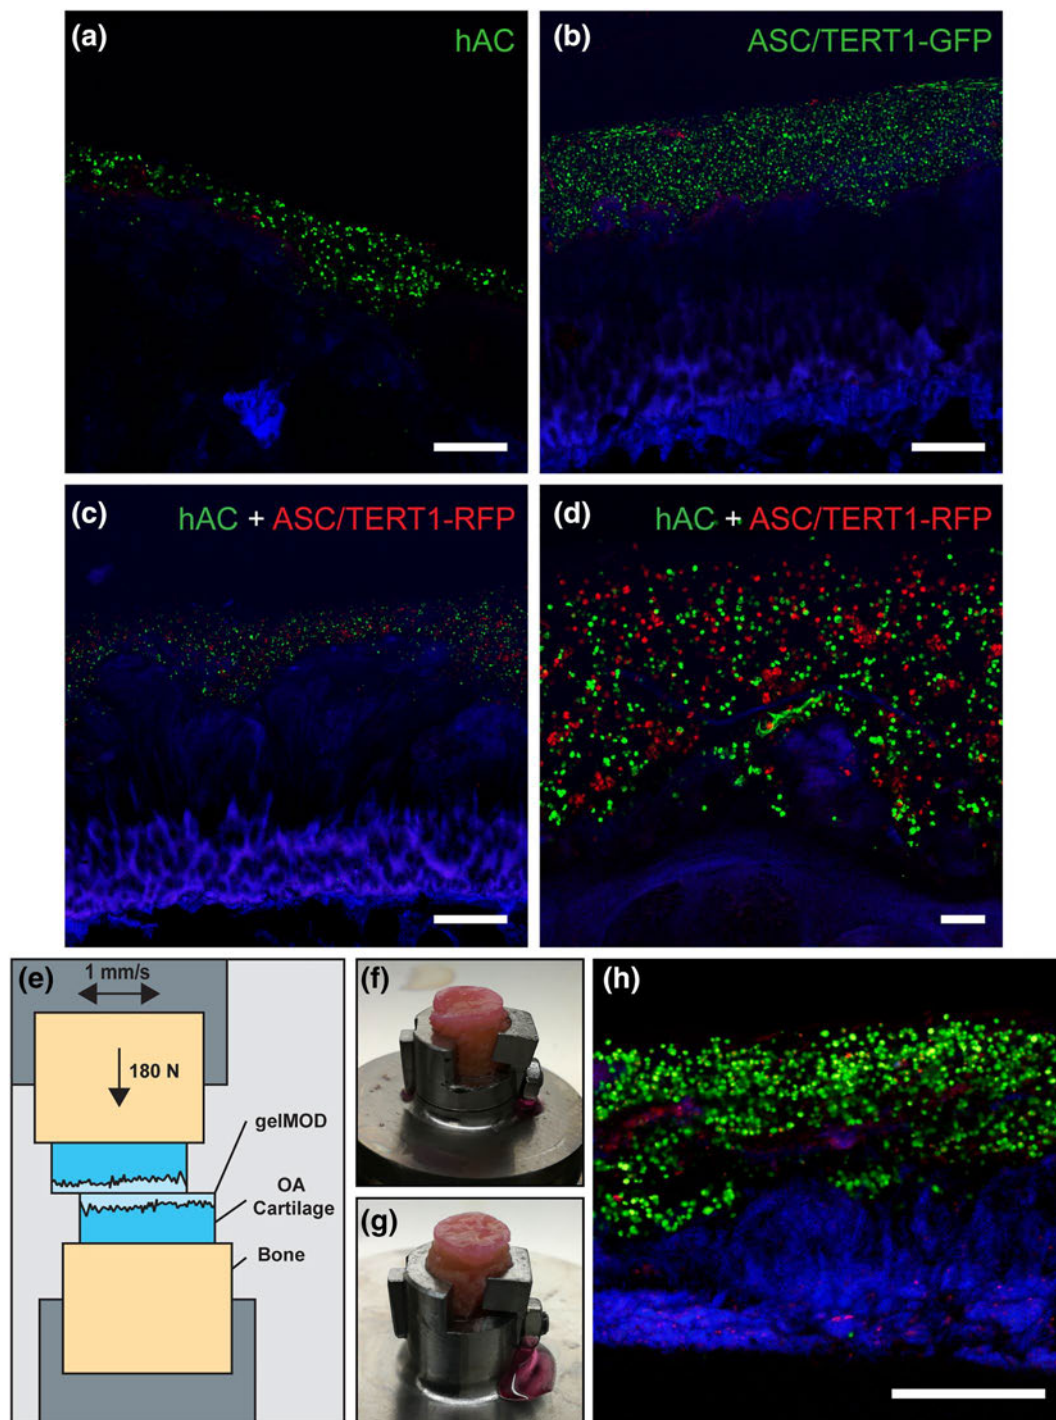 (a)
hAC
(b)
ASC/TERT1-GFP
(c)
hAC + ASC/TERT1-RFP
(d)
hAC + ASC/TERT1-RFP
(e)
1 mm/s
180 N
gelMOD
OA
Cartilage
Bone
(f)
(g)
(h)